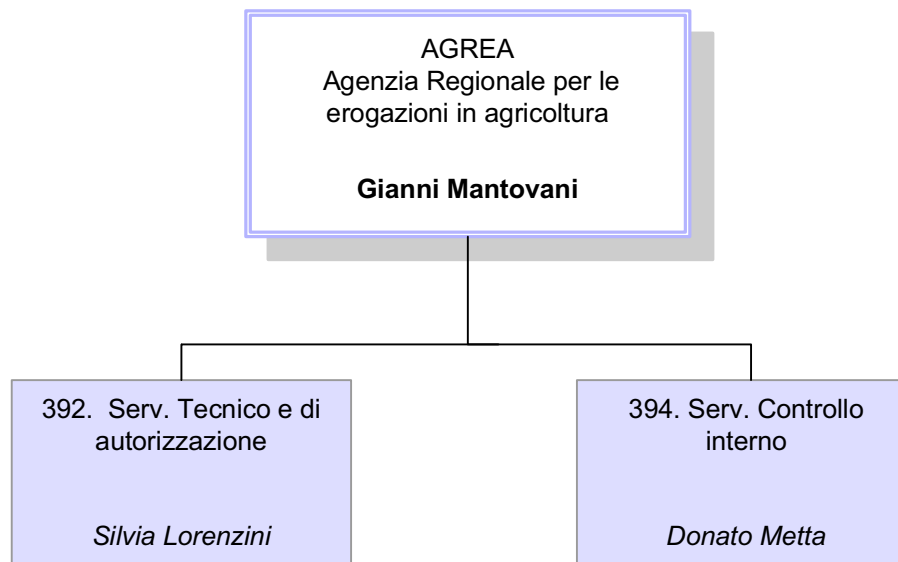 AGREA
Agenzia Regionale per le
erogazioni in agricoltura
Gianni Mantovani
392. Serv. Tecnico e di
autorizzazione
Silvia Lorenzini
394. Serv. Controllo
interno
Donato Metta